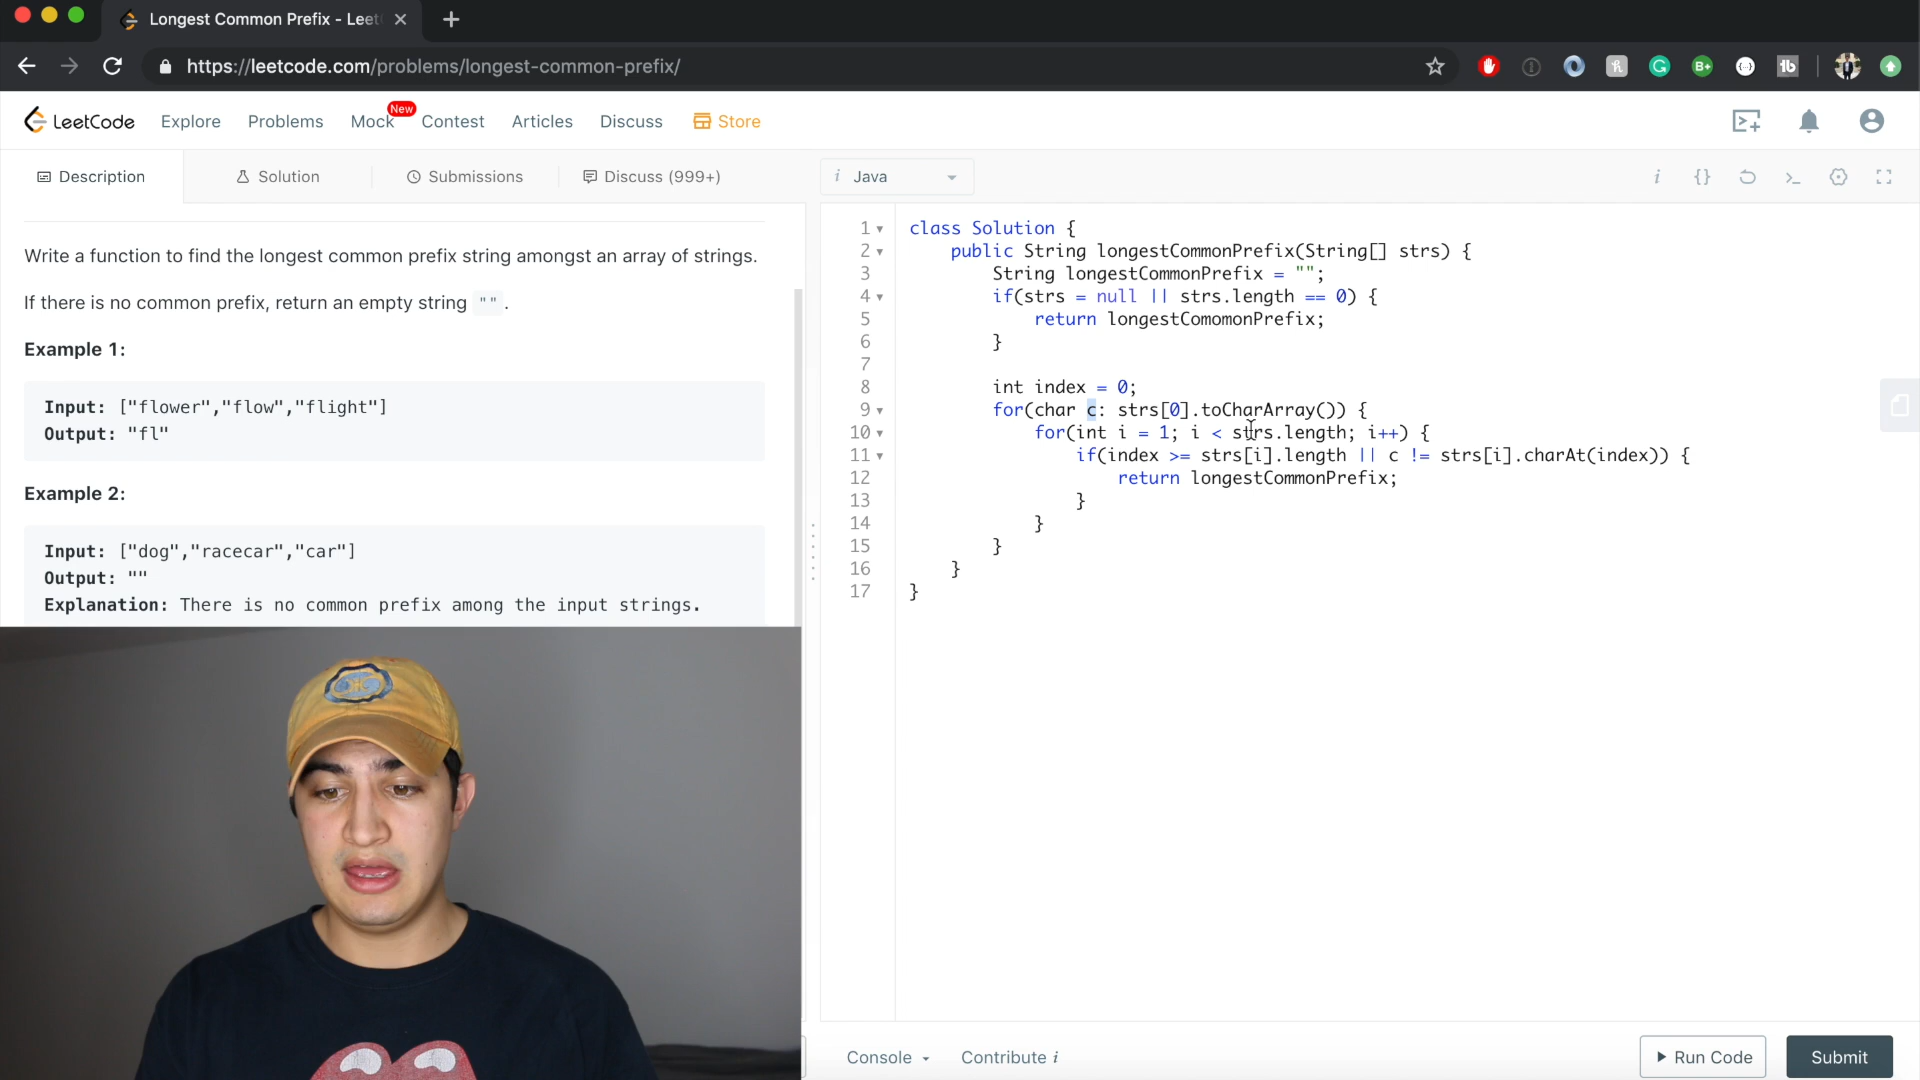 Longest Common Prefix - Leet
https://leetcode.com/problems/longest-common-prefix/
LeetCode
Explore
Problems
Mock
New
Contest
Articles
Discuss
Store
Description
Solution
Submissions
Discuss (999+)
i Java
Write a function to find the longest common prefix string amongst an array of strings.
If there is no common prefix, return an empty string "".
Example 1:
Input: ["flower","flow","flight"]
Output: "fl"
Example 2:
Input: ["dog","racecar","car"]
Output: ""
Explanation: There is no common prefix among the input strings.
1 class Solution {
2 public String longestCommonPrefix(String[] strs) {
3 String longestCommonPrefix = "";
4 if(strs = null || strs.length == 0) {
5 return longestComomonPrefix;
6 }
7
8 int index = 0;
9 for(char c: strs[0].toCharArray()) {
10 for(int i = 1; i < strs.length; i++) {
11 if(index >= strs[i].length || c != strs[i].charAt(index)) {
12 return longestCommonPrefix;
13 }
14 }
15 }
16 }
17 }
Console
Contribute i
Run Code
Submit